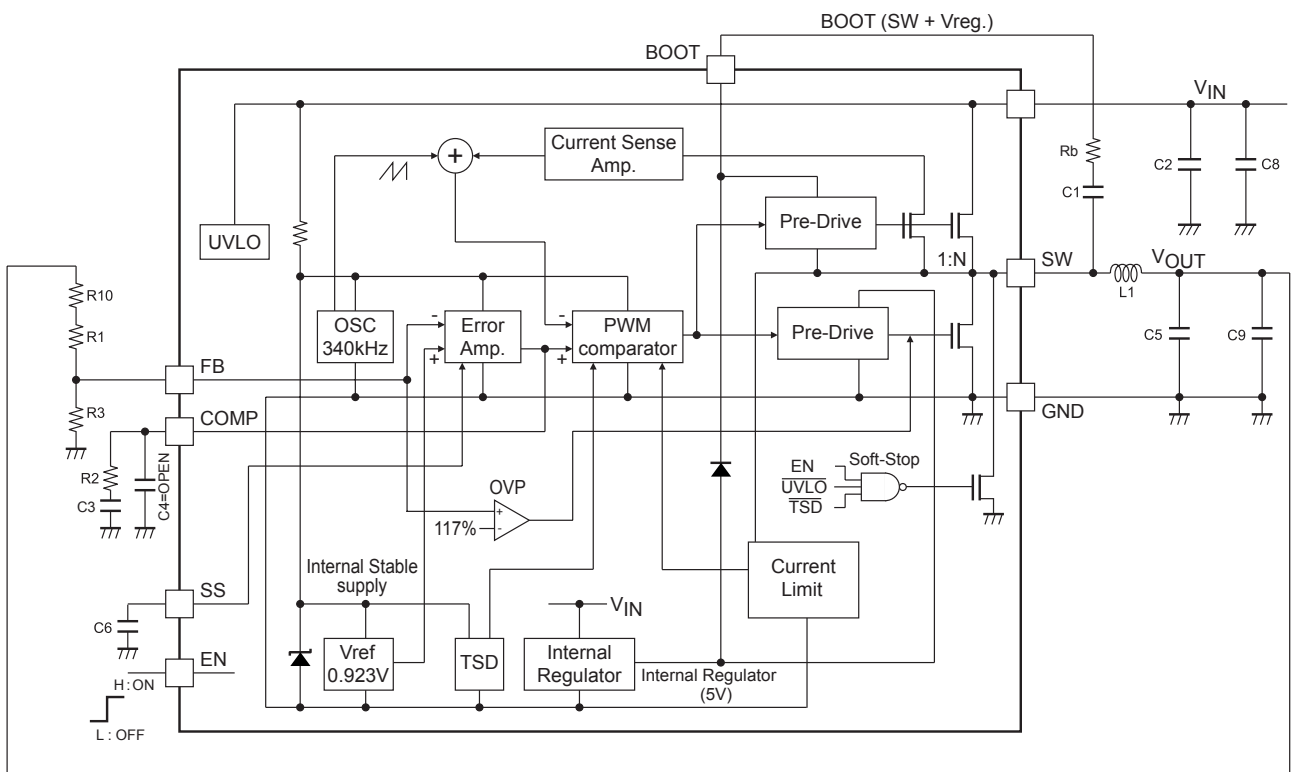 BOOT (SW + Vreg.)
BOOT
VIN
Current Sense
Amp.
+
Rb
C1
C2
C8
UVLO
Pre-Drive
1:N
SW
VOUT
L1
R10
R1
OSC
340kHz
-
+
Error
Amp.
-
+
PWM
comparator
Pre-Drive
C5
C9
FB
R3
COMP
GND
R2
C3
C4=OPEN
OVP
+
-
117%
Soft-Stop
EN
UVLO
TSD
SS
C6
Internal Stable
supply
Current
Limit
VIN
EN
H:ON
L : OFF
Vref
0.923V
TSD
Internal
Regulator
Internal Regulator
(5V)